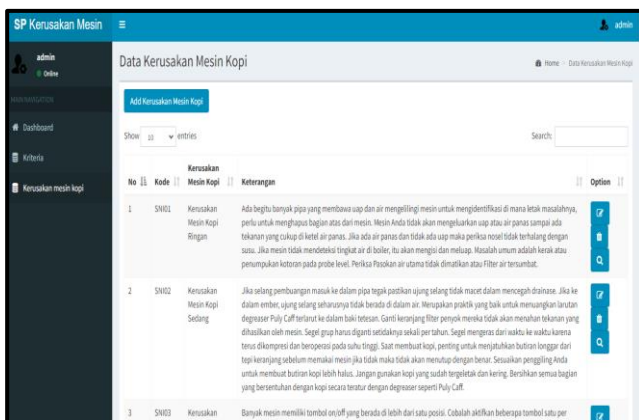 SP Kerusakan Mesin
admin
admin
Online
MAIN NAVIGATION
Dashboard
Kriteria
Kerusakan mesin kopi
Data Kerusakan Mesin Kopi
Home > Data Kerusakan Mesin Kopi
Add Kerusakan Mesin Kopi
Show 10 entries
Search:
No Kode Kerusakan Mesin Kopi Keterangan Option
1 SNI01 Kerusakan Mesin Kopi Ringan
Ada begitu banyak pipa yang membawa uap dan air mengelilingi mesin untuk mengidentifikasi di mana letak masalahnya,
perlu untuk menghapus bagian atas dari mesin. Mesin Anda tidak akan mengeluarkan uap atau air panas sampai ada
tekanan yang cukup di ketel air panas. Jika ada air panas dan tidak ada uap maka periksa nosel tidak terhalang dengan
susu. Jika mesin tidak mendeteksi tingkat air di boiler, itu akan mengisi dan meluap. Masalah umum adalah kerak atau
penumpukan kotoran pada probe level. Periksa Pasokan air utama tidak dimatikan atau Filter air tersumbat.
2 SNI02 Kerusakan Mesin Kopi Sedang
Jika selang pembuangan masuk ke dalam pipa tegak pastikan ujung selang tidak macet dalam mencegah drainase. Jika ke
dalam ember, ujung selang seharusnya tidak berada di dalam air. Merupakan praktik yang baik untuk menuangkan larutan
degreaser Puly Caff terlarut ke dalam baki tetesan. Ganti keranjang filter penyok mereka tidak akan menahan tekanan yang
dihasilkan oleh mesin. Segel grup harus diganti setidaknya sekali per tahun. Segel mengeras dari waktu ke waktu karena
terus dikompresi dan beroperasi pada suhu tinggi. Saat membuat kopi, penting untuk menjatuhkan butiran longgar dari
tepi keranjang sebelum memakai mesin jika tidak maka tidak akan menutup dengan benar. Sesuaikan penggiling Anda
untuk membuat butiran kopi lebih halus. Jangan gunakan kopi yang sudah tergeletak dan kering. Bersihkan semua bagian
yang bersentuhan dengan kopi secara teratur dengan degreaser seperti Puly Caff.
3 SNI03 Kerusakan
Banyak mesin memiliki tombol on/off yang berada di lebih dari satu posisi. Cobalah aktifkan beberapa tombol satu per